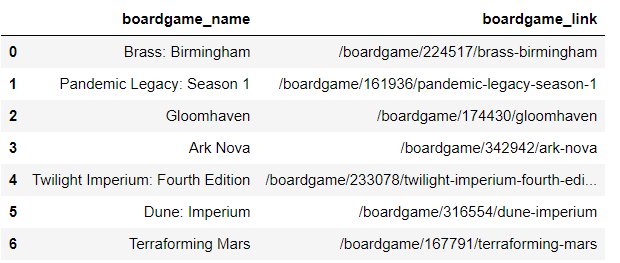 boardgame_name boardgame_link
0 Brass: Birmingham /boardgame/224517/brass-birmingham
1 Pandemic Legacy: Season 1 /boardgame/161936/pandemic-legacy-season-1
2 Gloomhaven /boardgame/174430/gloomhaven
3 Ark Nova /boardgame/342942/ark-nova
4 Twilight Imperium: Fourth Edition /boardgame/233078/twilight-imperium-fourth-edi...
5 Dune: Imperium /boardgame/316554/dune-imperium
6 Terraforming Mars /boardgame/167791/terraforming-mars